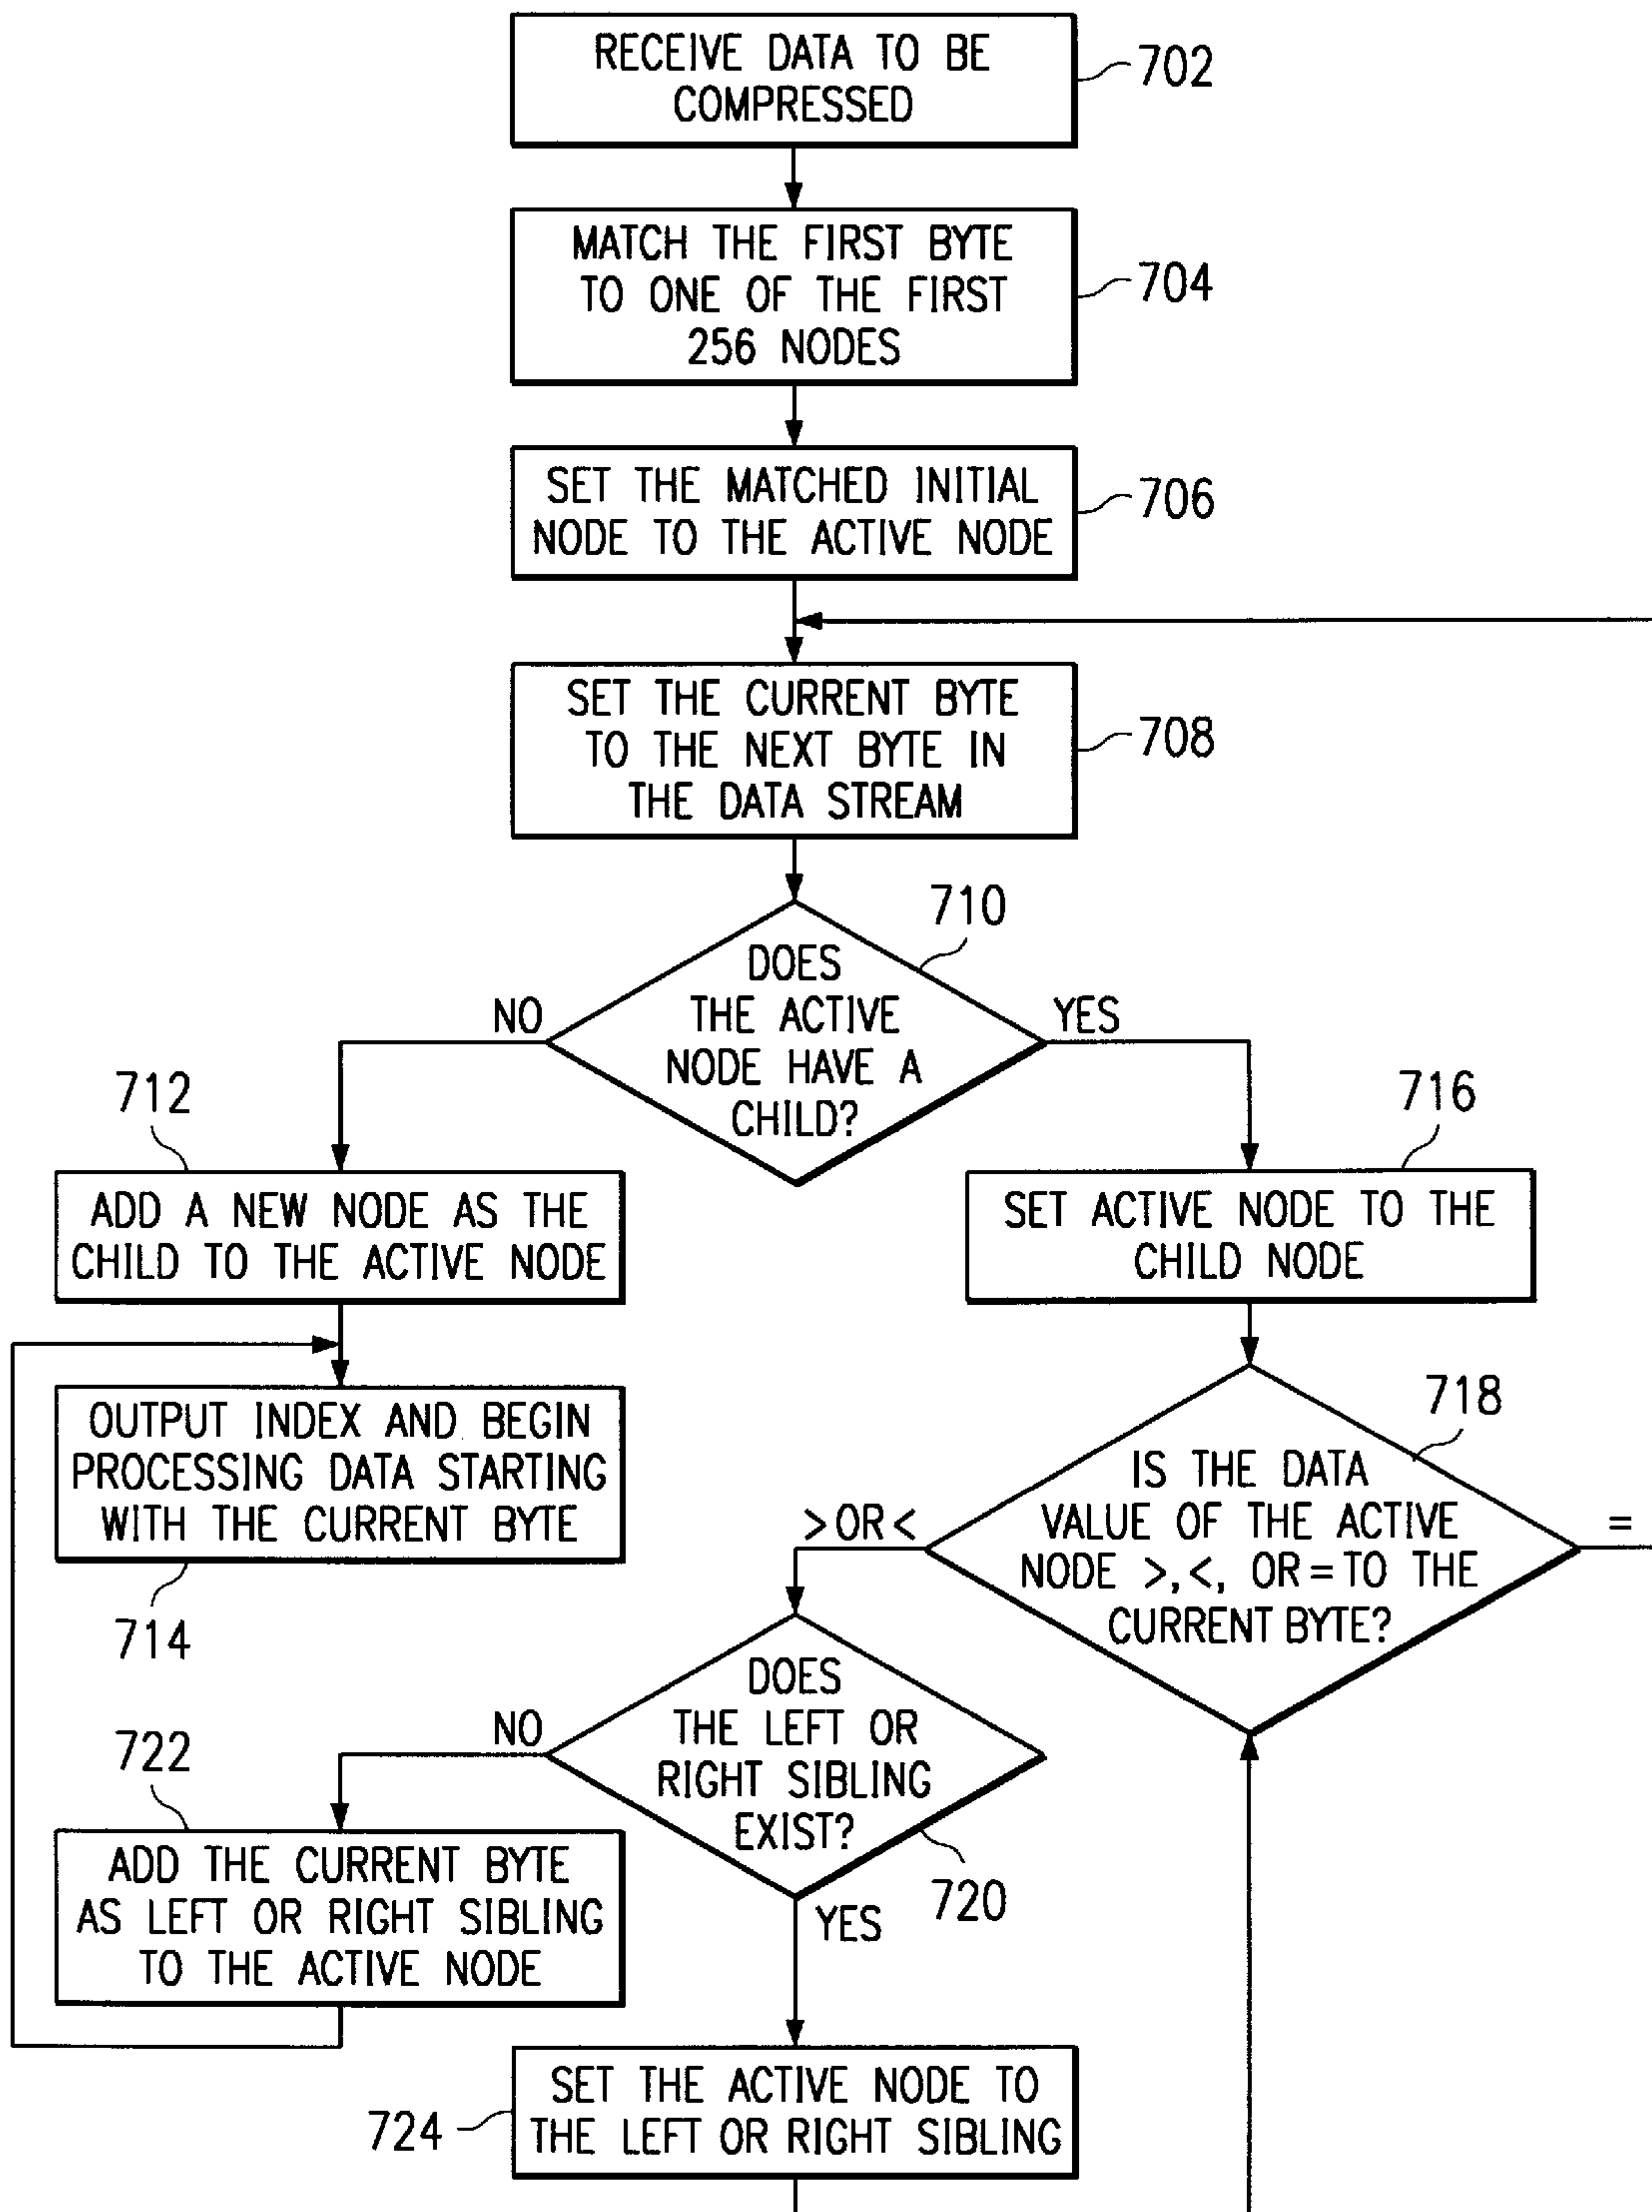 RECEIVE DATA TO BE
COMPRESSED
702
MATCH THE FIRST BYTE
TO ONE OF THE FIRST
256 NODES
704
SET THE MATCHED INITIAL
NODE TO THE ACTIVE NODE
706
SET THE CURRENT BYTE
TO THE NEXT BYTE IN
THE DATA STREAM
708
710
DOES
THE ACTIVE
NODE HAVE A
CHILD?
NO
YES
712
ADD A NEW NODE AS THE
CHILD TO THE ACTIVE NODE
716
SET ACTIVE NODE TO THE
CHILD NODE
OUTPUT INDEX AND BEGIN
PROCESSING DATA STARTING
WITH THE CURRENT BYTE
714
718
IS THE DATA
VALUE OF THE ACTIVE
NODE >,<, OR = TO THE
CURRENT BYTE?
> OR <
=
DOES
THE LEFT OR
RIGHT SIBLING
EXIST?
NO
YES
720
722
ADD THE CURRENT BYTE
AS LEFT OR RIGHT SIBLING
TO THE ACTIVE NODE
SET THE ACTIVE NODE TO
THE LEFT OR RIGHT SIBLING
724